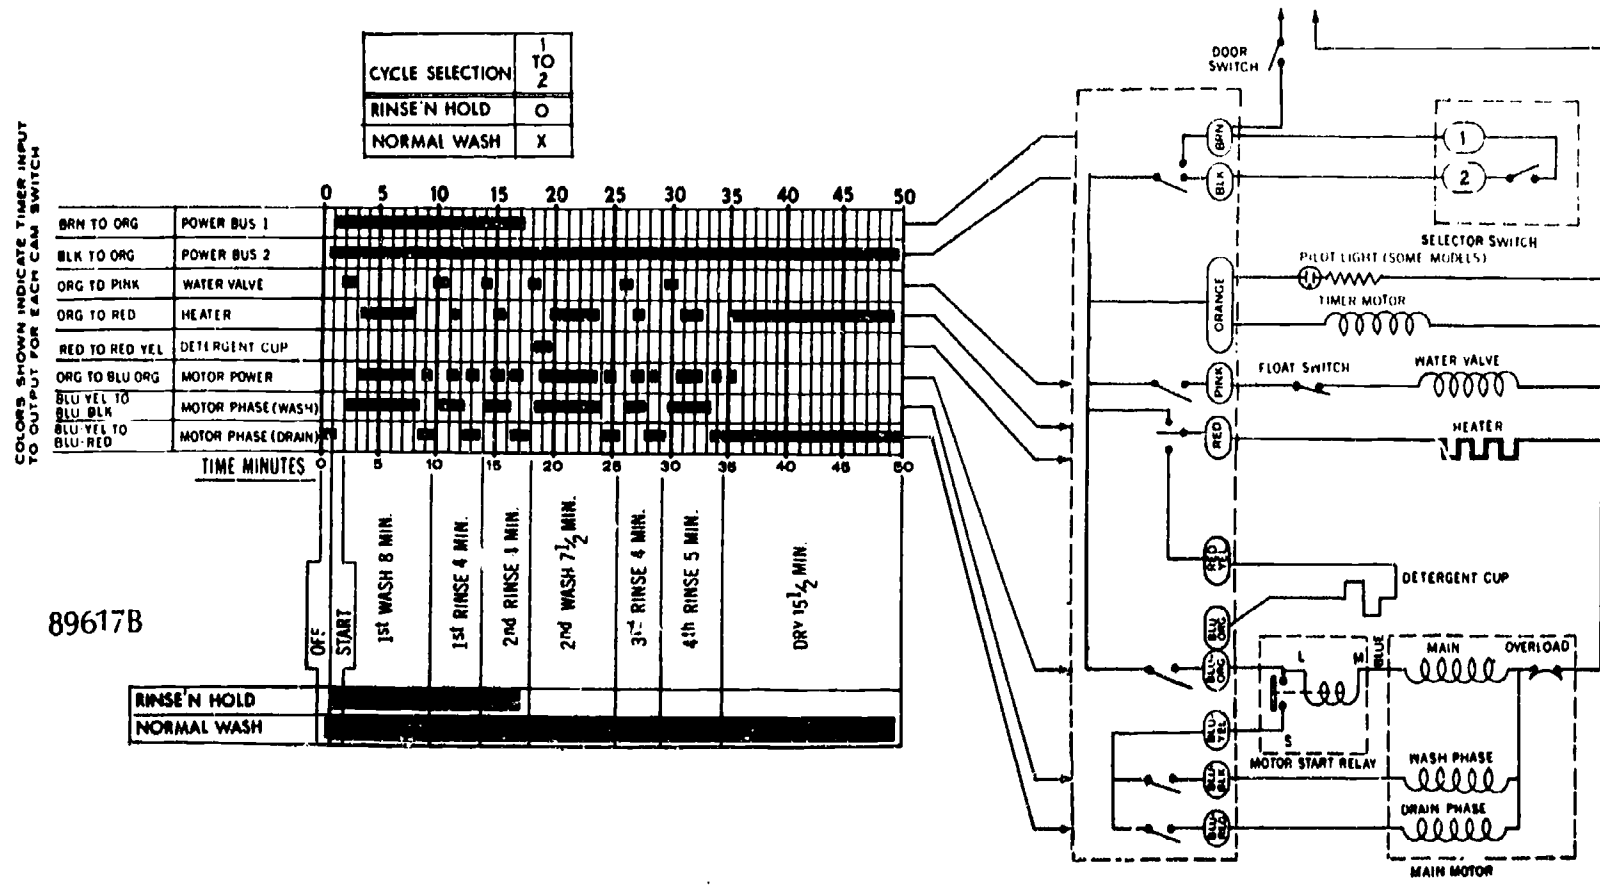 COLORS SHOWN INDICATE TIMER INPUT
TO OUTPUT FOR EACH CAM SWITCH
CYCLE SELECTION 1 TO 2
RINSE'N HOLD O
NORMAL WASH X
0 5 10 15 20 25 30 35 40 45 50
BRN TO ORG POWER BUS 1
BLK TO ORG POWER BUS 2
ORG TO PINK WATER VALVE
ORG TO RED HEATER
RED TO RED YEL DETERGENT CUP
ORG TO BLU ORG MOTOR POWER
BLU YEL TO BLU BLK MOTOR PHASE (WASH)
BLU-YEL TO BLU-RED MOTOR PHASE (DRAIN)
TIME MINUTES 0 5 10 15 20 25 30 35 40 45 50
OFF
START
1st WASH 8 MIN.
1st RINSE 4 MIN.
2nd RINSE 4 MIN.
2nd WASH 7 1/2 MIN.
3rd RINSE 4 MIN.
4th RINSE 5 MIN.
DRY 15 1/2 MIN.
89617B
RINSE'N HOLD
NORMAL WASH
DOOR
SWITCH
BRN
BLK
1
2
SELECTOR SWITCH
PILOT LIGHT (SOME MODELS)
TIMER MOTOR
ORANGE
FLOAT SWITCH
WATER VALVE
PINK
RED
HEATER
RED YEL
DETERGENT CUP
BLU ORG
BLU-ORG
L
M
BLUE
MAIN
OVERLOAD
BLU YEL
S
MOTOR START RELAY
BLU-BLK
WASH PHASE
DRAIN PHASE
MAIN MOTOR